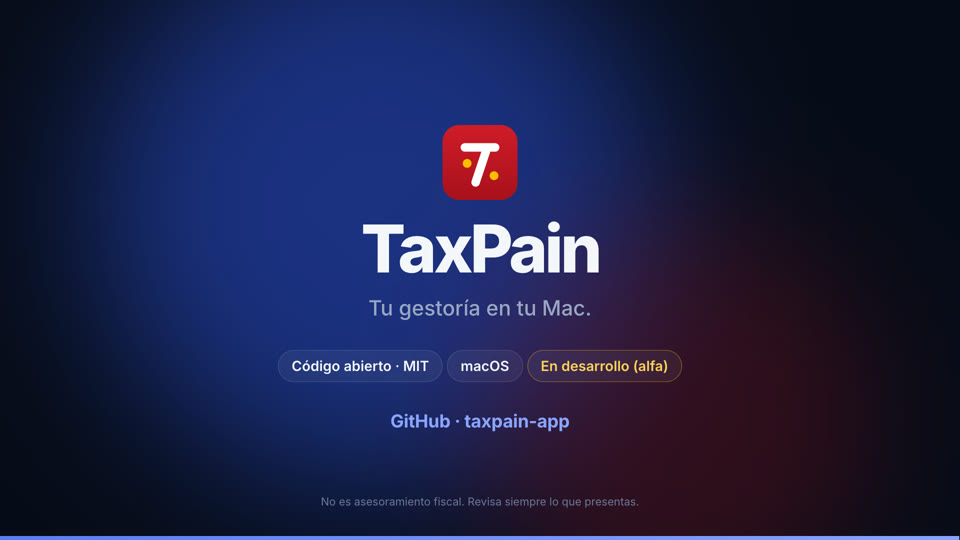 TaxPain
Tu gestoría en tu Mac.
Código abierto · MIT
macOS
En desarrollo (alfa)
GitHub · taxpain-app
No es asesoramiento fiscal. Revisa siempre lo que presentas.